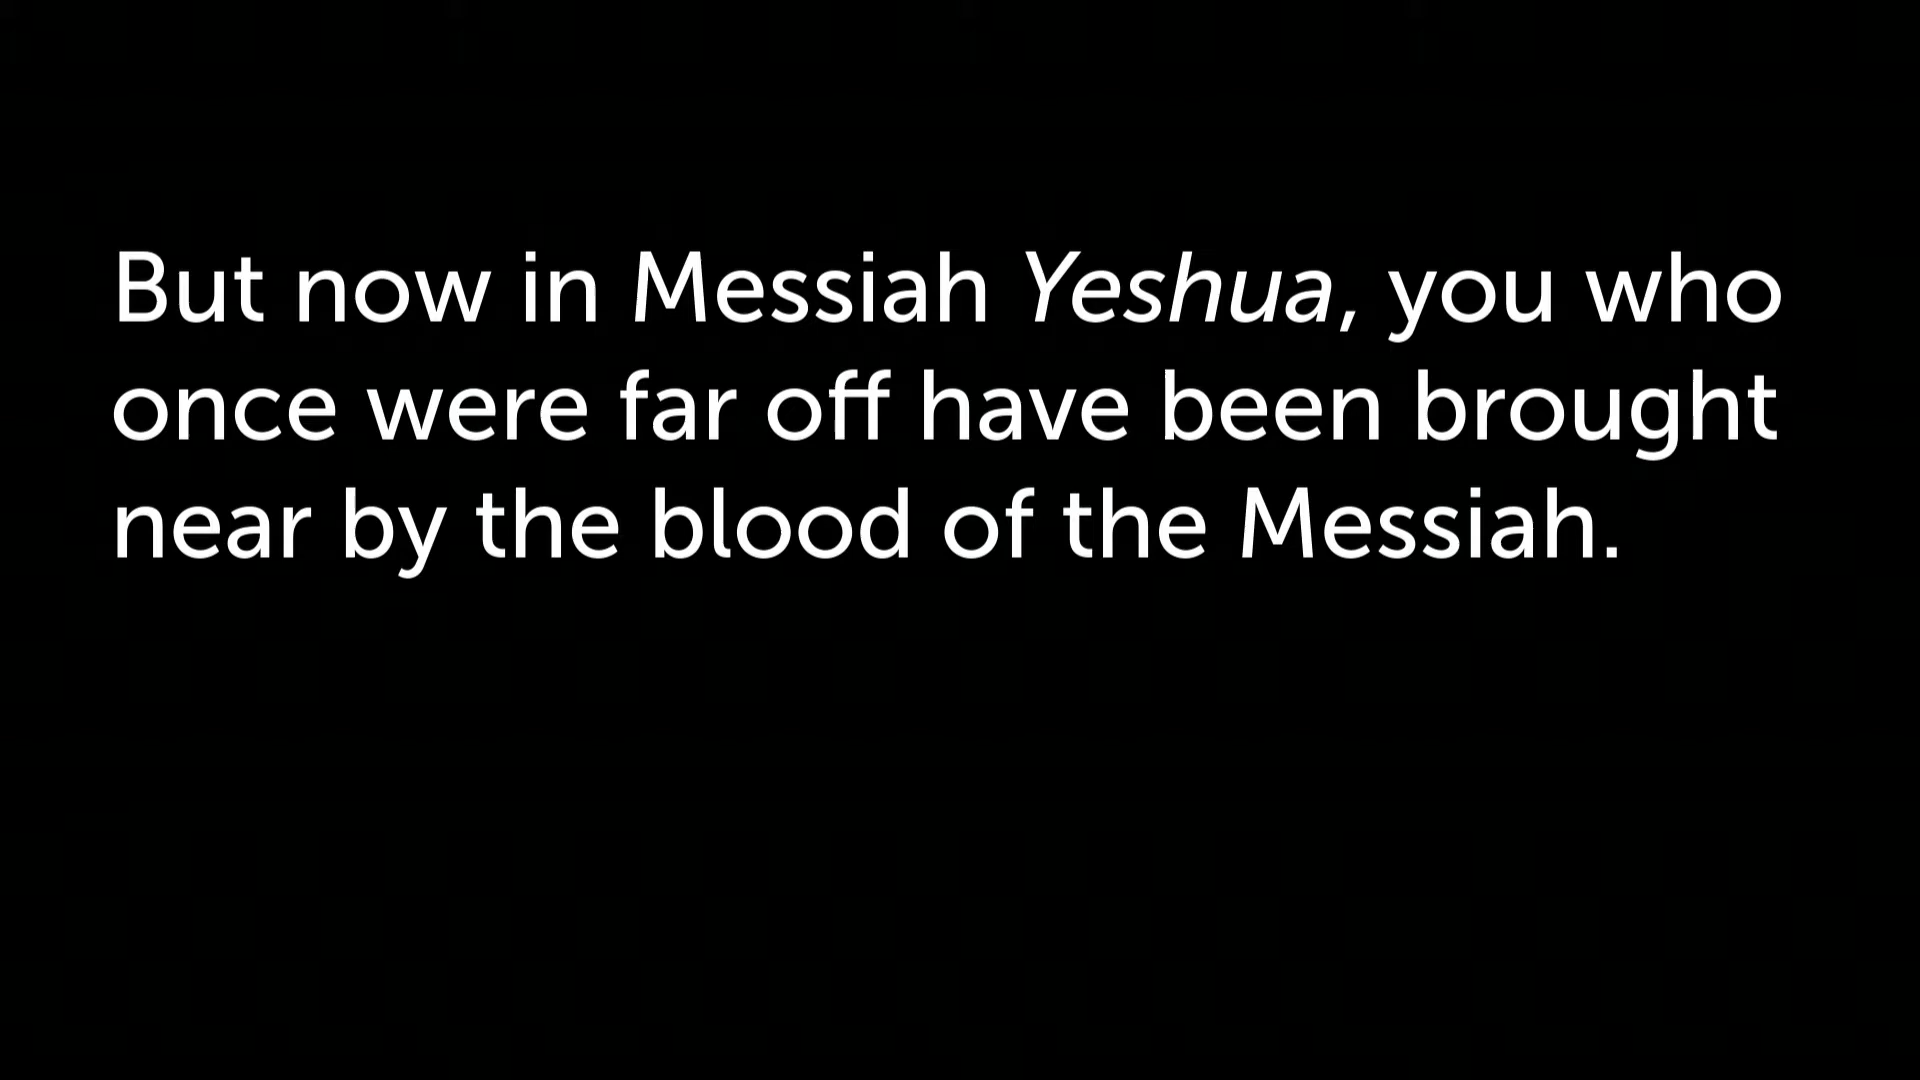 But now in Messiah Yeshua, you who
once were far off have been brought
near by the blood of the Messiah.